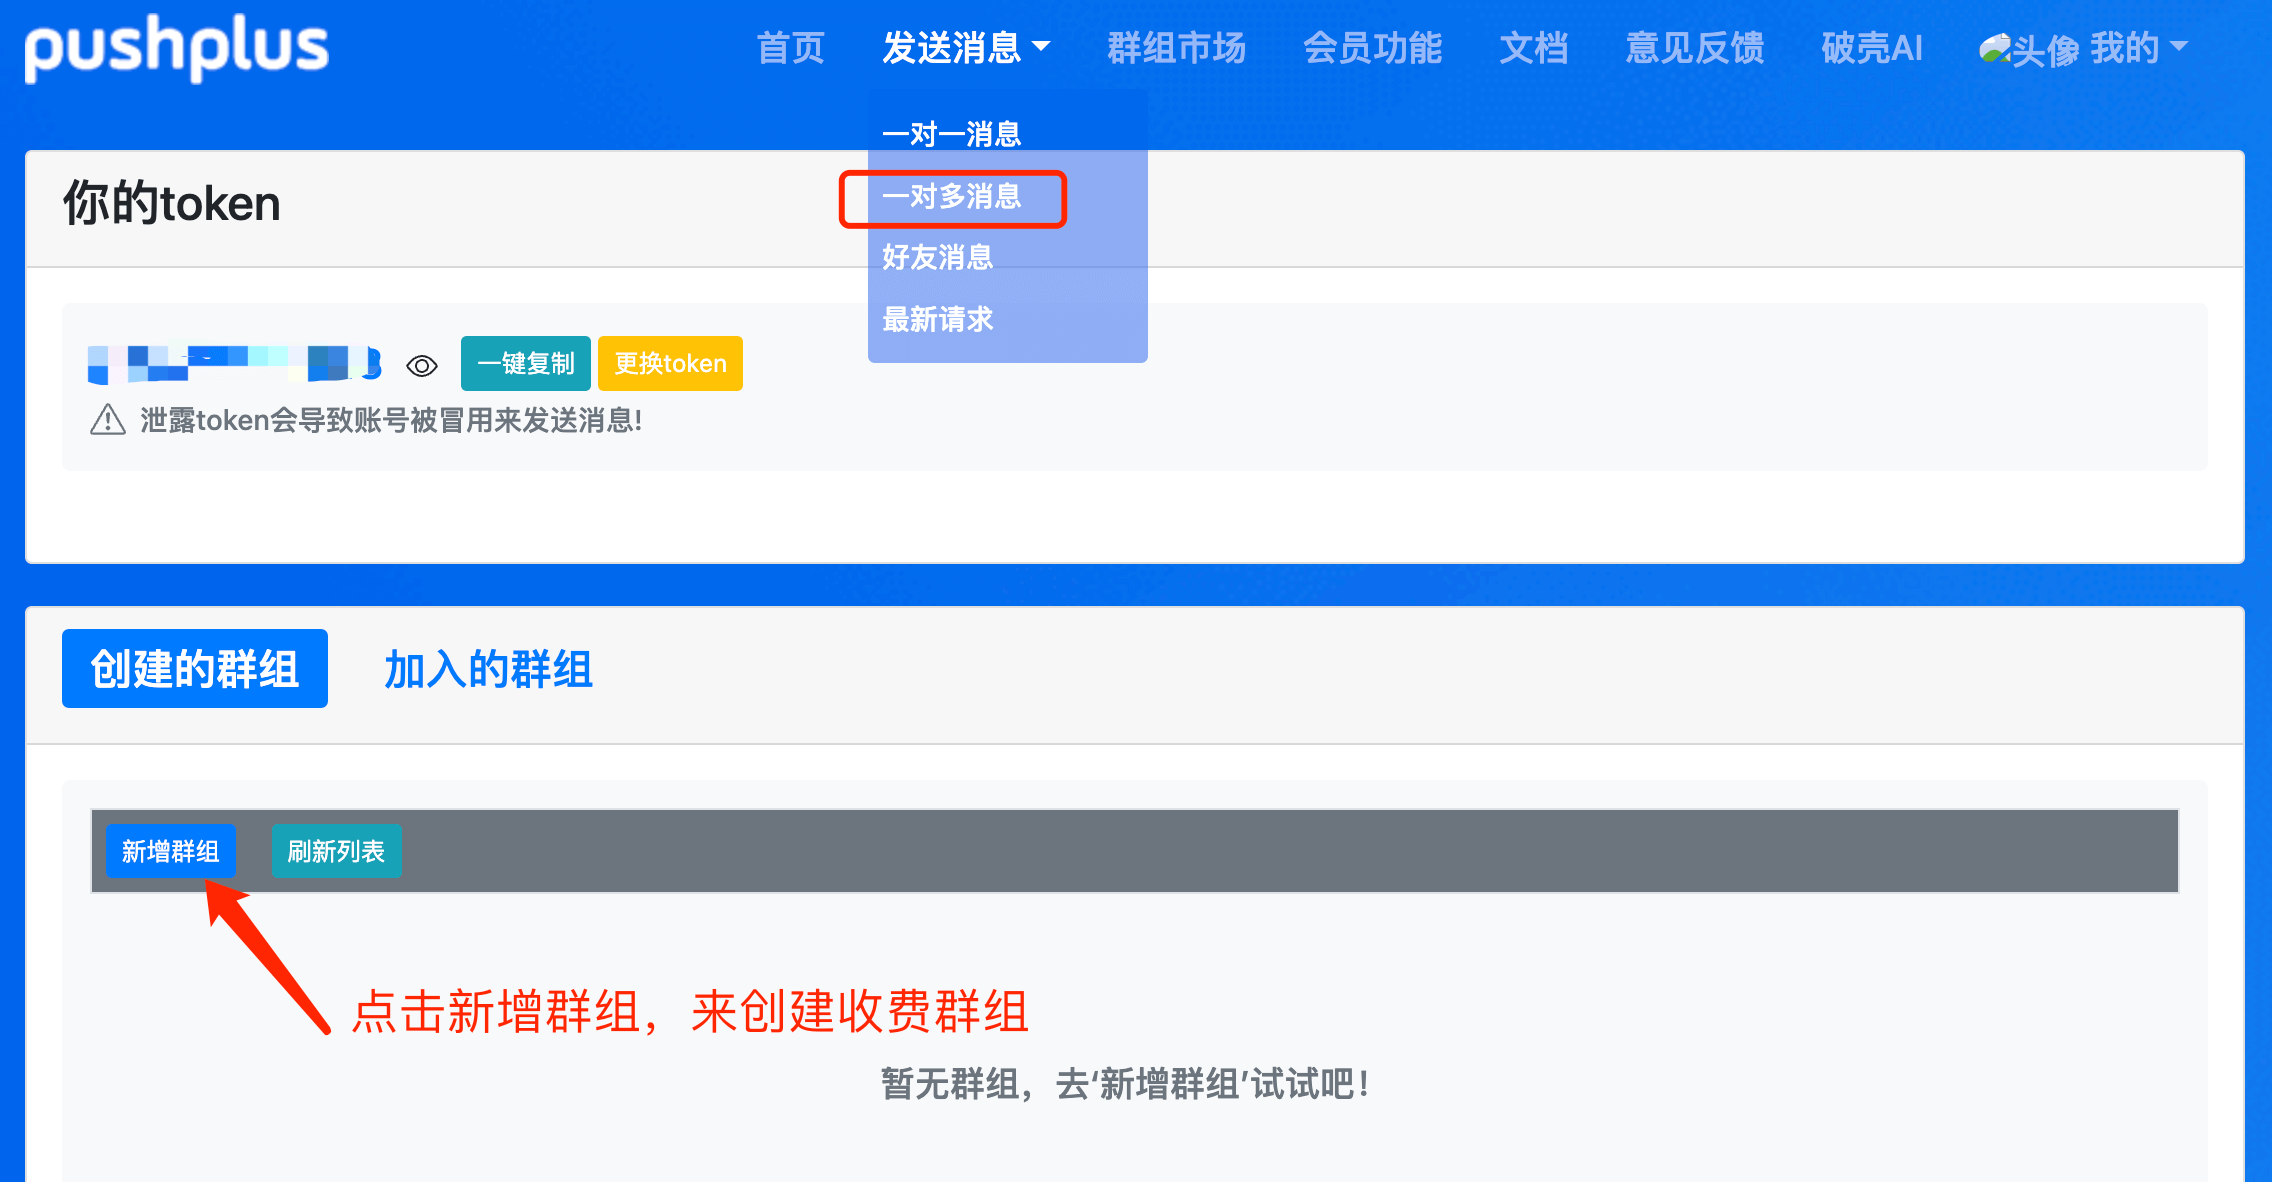 pushplus
首页 发送消息 群组市场 会员功能 文档 意见反馈 破壳AI 头像 我的
一对一消息
一对多消息
好友消息
最新请求
你的token
一键复制 更换token
泄露token会导致账号被冒用来发送消息!
创建的群组 加入的群组
新增群组 刷新列表
点击新增群组，来创建收费群组
暂无群组，去‘新增群组’试试吧！